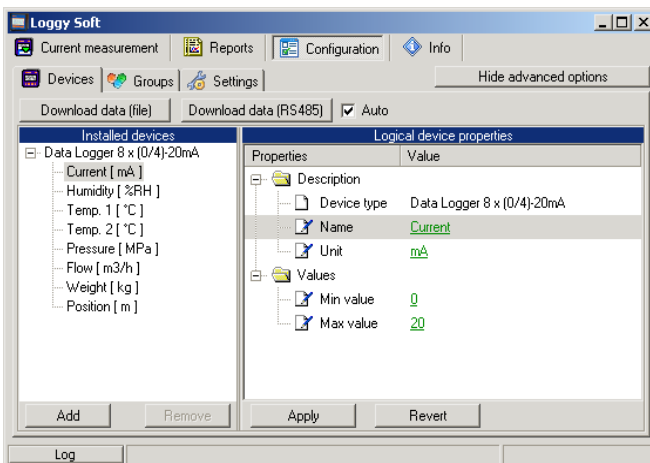 Loggy Soft
Current measurement Reports Configuration Info
Devices Groups Settings Hide advanced options
Download data (file) Download data (RS485) Auto
Installed devices
Data Logger 8 x (0/4)-20mA
Current [ mA ]
Humidity [ %RH ]
Temp. 1 [ °C ]
Temp. 2 [ °C ]
Pressure [ MPa ]
Flow [ m3/h ]
Weight [ kg ]
Position [ m ]
Add Remove
Logical device properties
Properties Value
Description
Device type Data Logger 8 x (0/4)-20mA
Name Current
Unit mA
Values
Min value 0
Max value 20
Apply Revert
Log